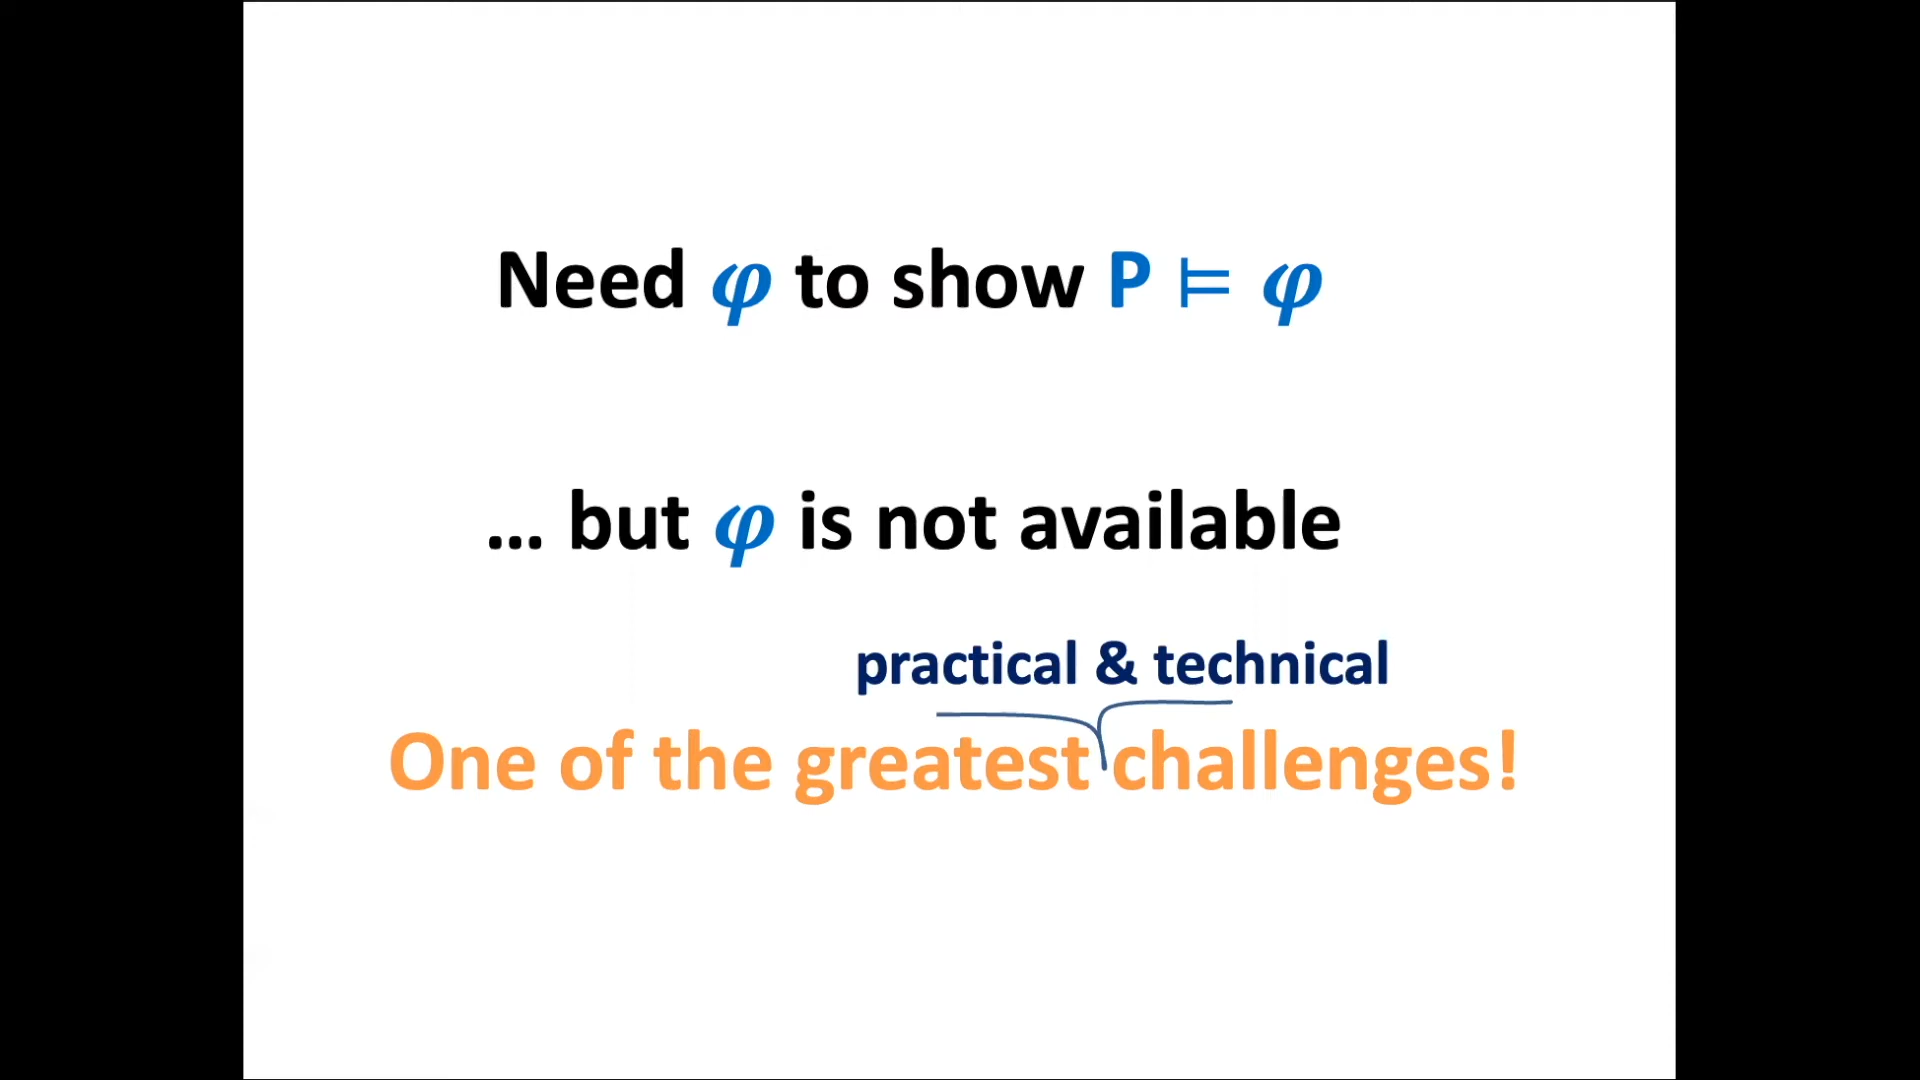 Need φ to show P ⊨ φ
... but φ is not available
practical & technical
One of the greatest challenges!